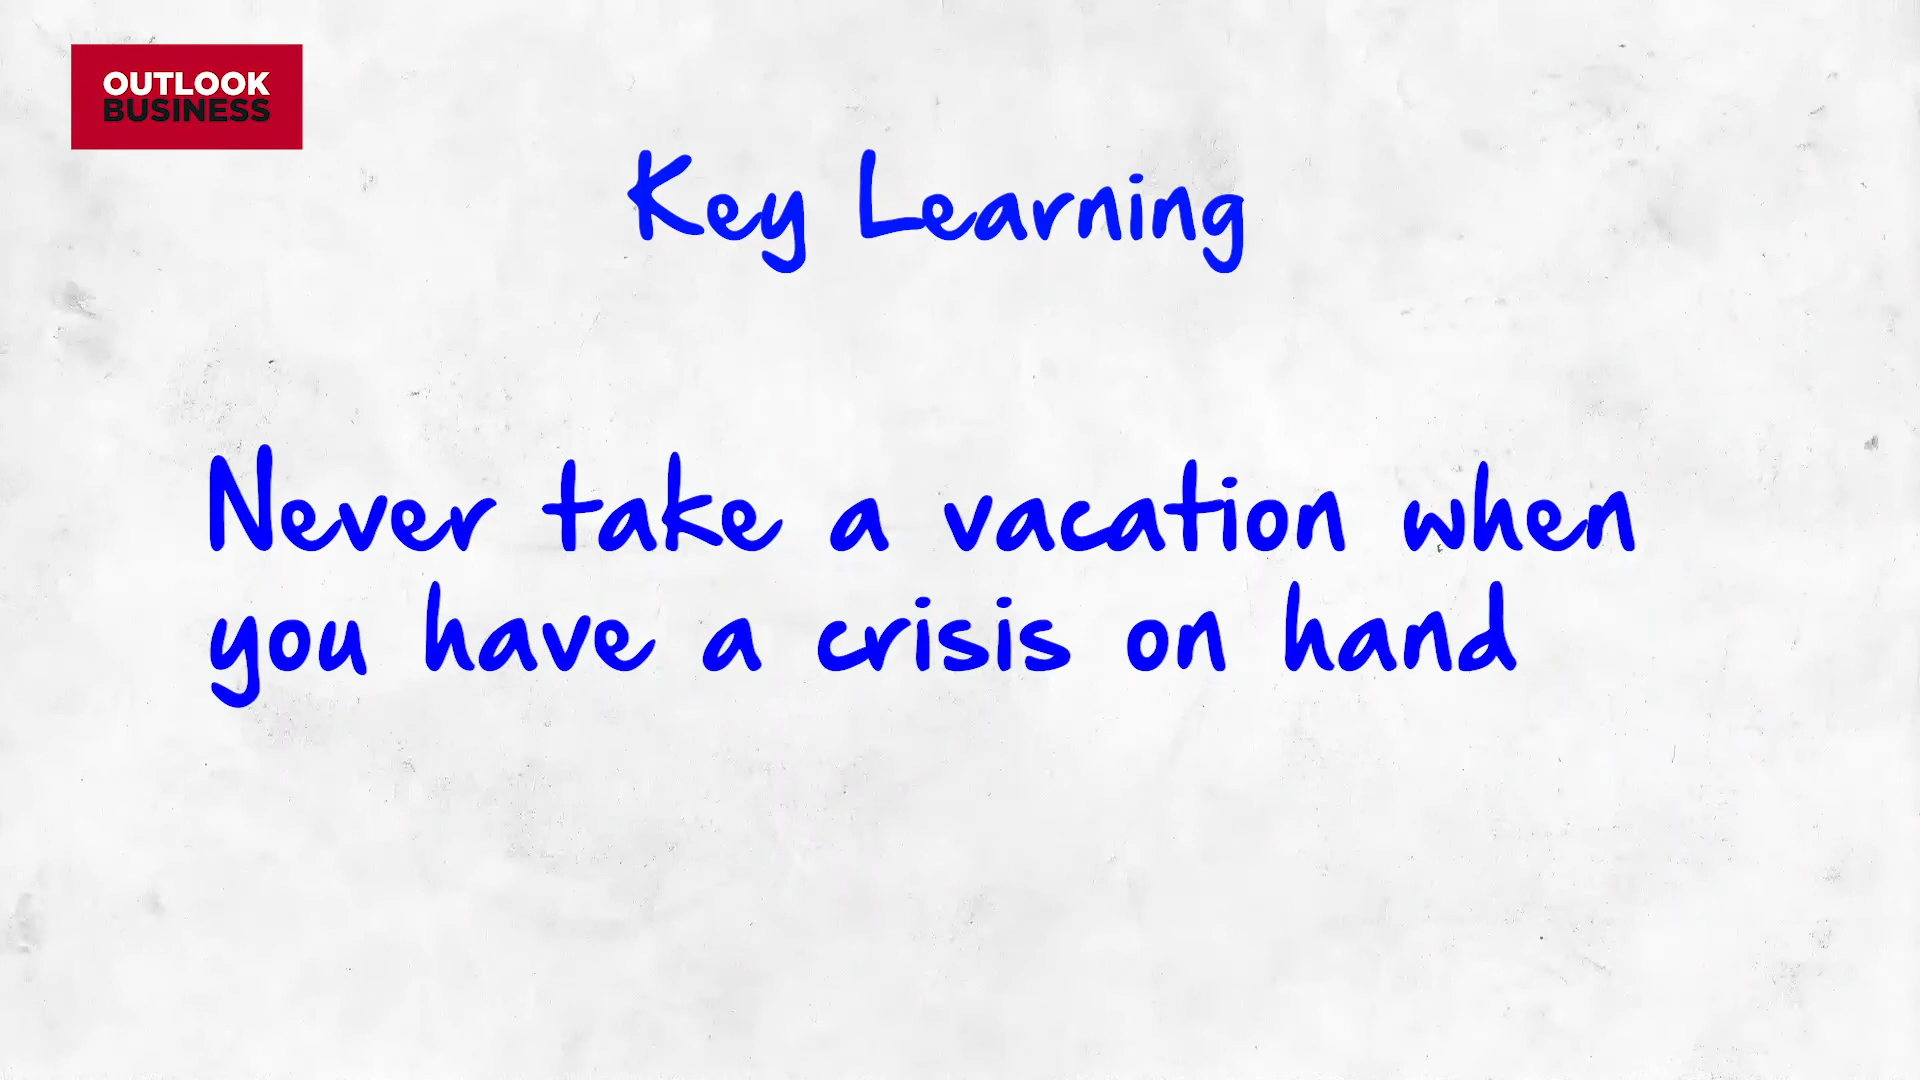 OUTLOOK
BUSINESS
Key Learning
Never take a vacation when
you have a crisis on hand